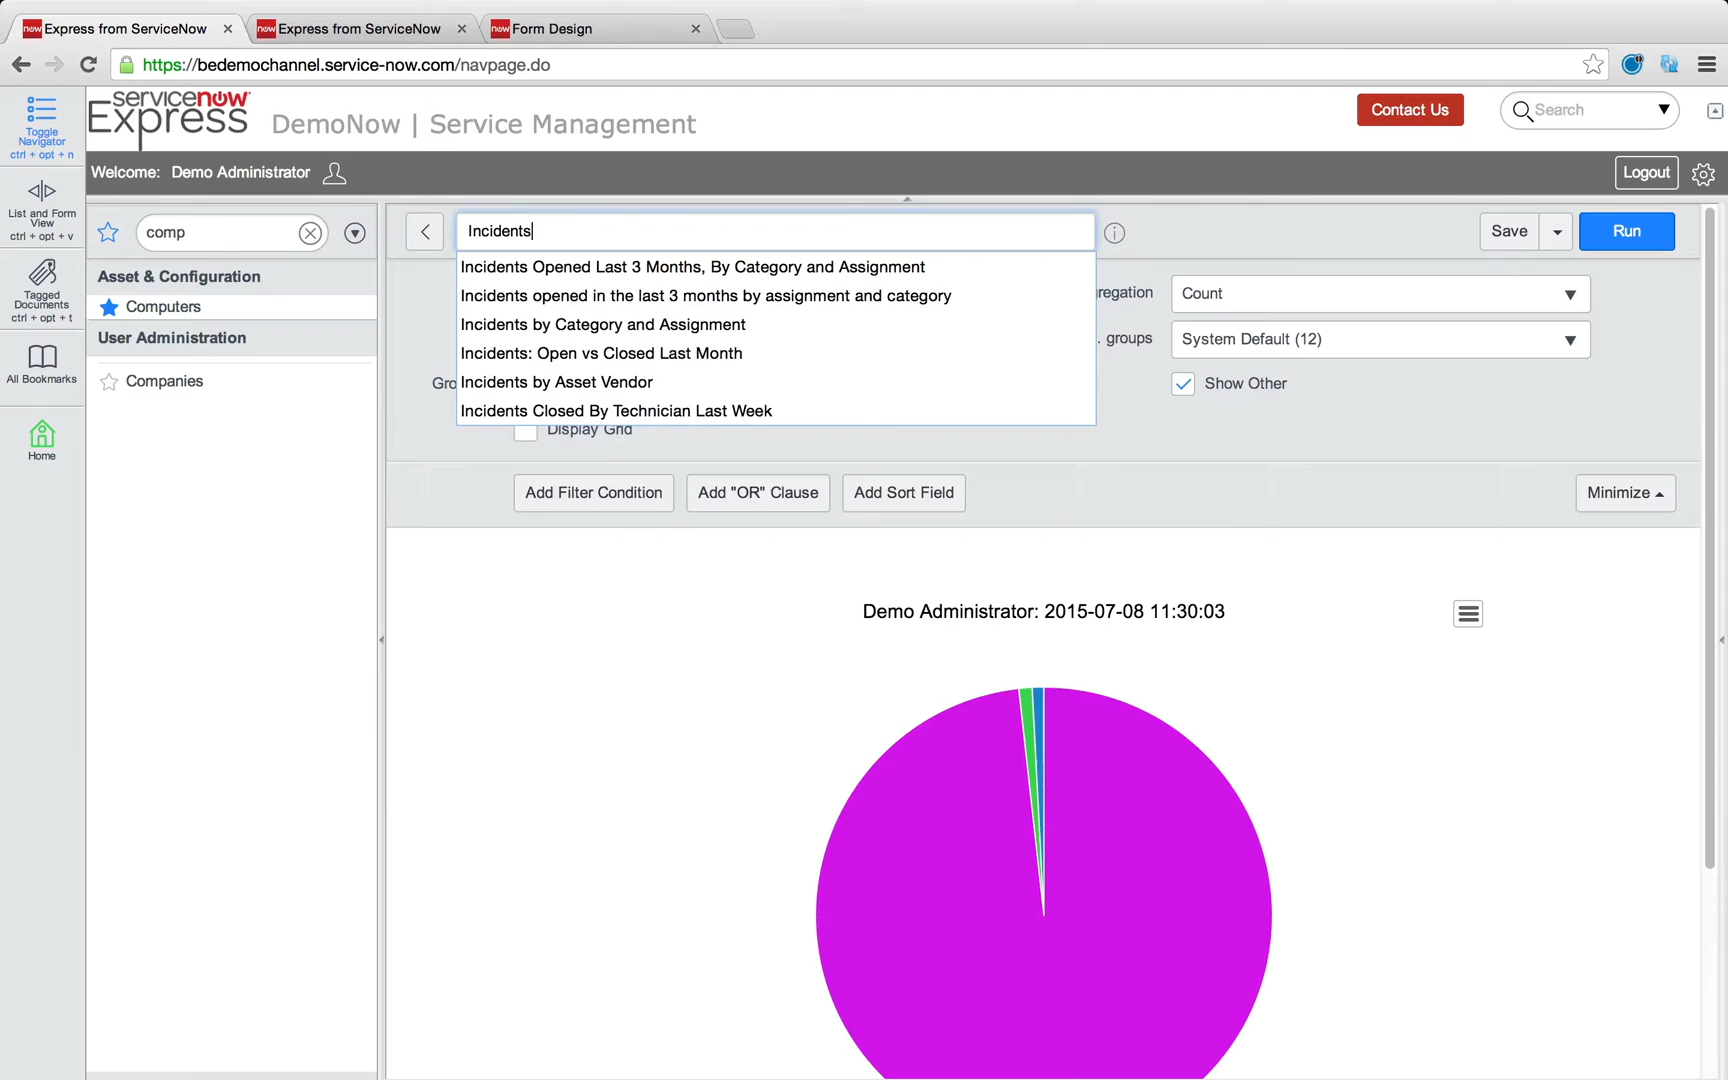 now Express from ServiceNow
now Express from ServiceNow
now Form Design
https://bedemochannel.service-now.com/navpage.do
Toggle
Navigator
ctrl + opt + n
servicenow
Express
DemoNow | Service Management
Contact Us
Search
Welcome: Demo Administrator
Logout
List and Form
View
ctrl + opt + v
comp
Incidents
Save
Run
Asset & Configuration
Computers
User Administration
Companies
Tagged
Documents
ctrl + opt + t
All Bookmarks
Home
Incidents Opened Last 3 Months, By Category and Assignment
Incidents opened in the last 3 months by assignment and category
Incidents by Category and Assignment
Incidents: Open vs Closed Last Month
Incidents by Asset Vendor
Incidents Closed By Technician Last Week
regation
Count
. groups
System Default (12)
Gro
Show Other
Display Grid
Add Filter Condition
Add "OR" Clause
Add Sort Field
Minimize
Demo Administrator: 2015-07-08 11:30:03